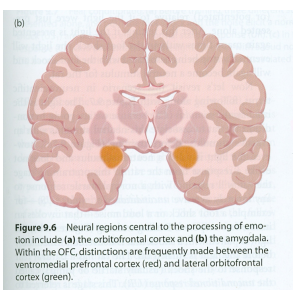 (b)
Figure 9.6 Neural regions central to the processing of emo-
tion include (a) the orbitofrontal cortex and (b) the amygdala.
Within the OFC, distinctions are frequently made between the
ventromedial prefrontal cortex (red) and lateral orbitofrontal
cortex (green).